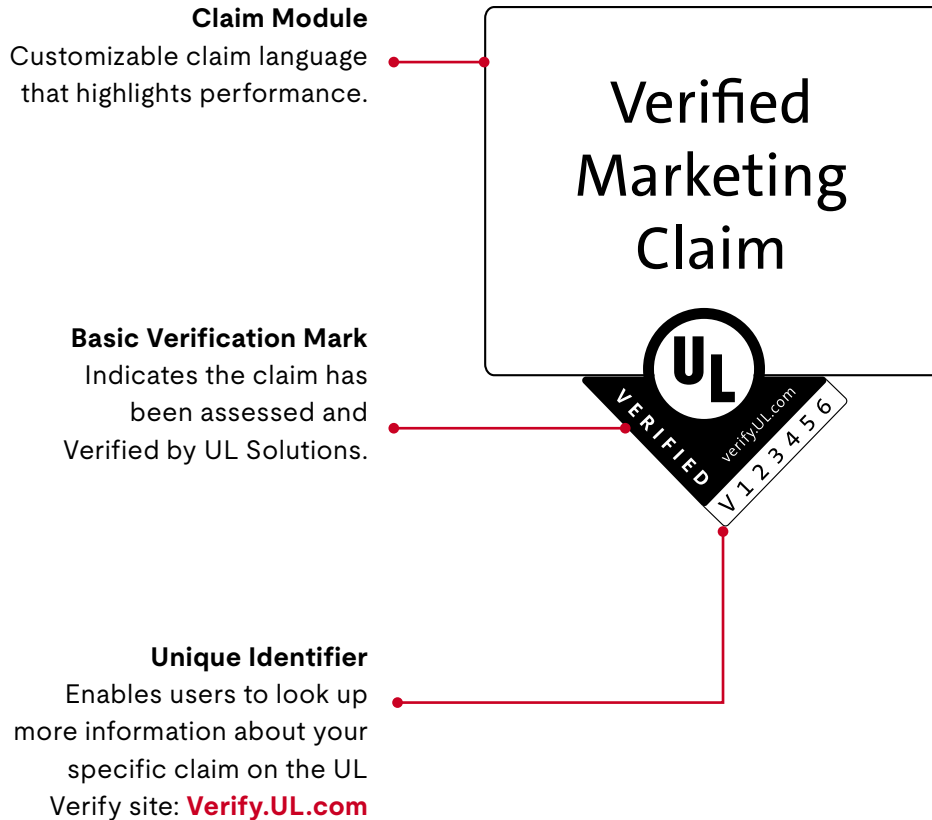 Claim Module
Customizable claim language
that highlights performance.
Verified
Marketing
Claim
Basic Verification Mark
Indicates the claim has
been assessed and
Verified by UL Solutions.
UL
VERIFIED
verify.UL.com
V123456
Unique Identifier
Enables users to look up
more information about your
specific claim on the UL
Verify site: Verify.UL.com